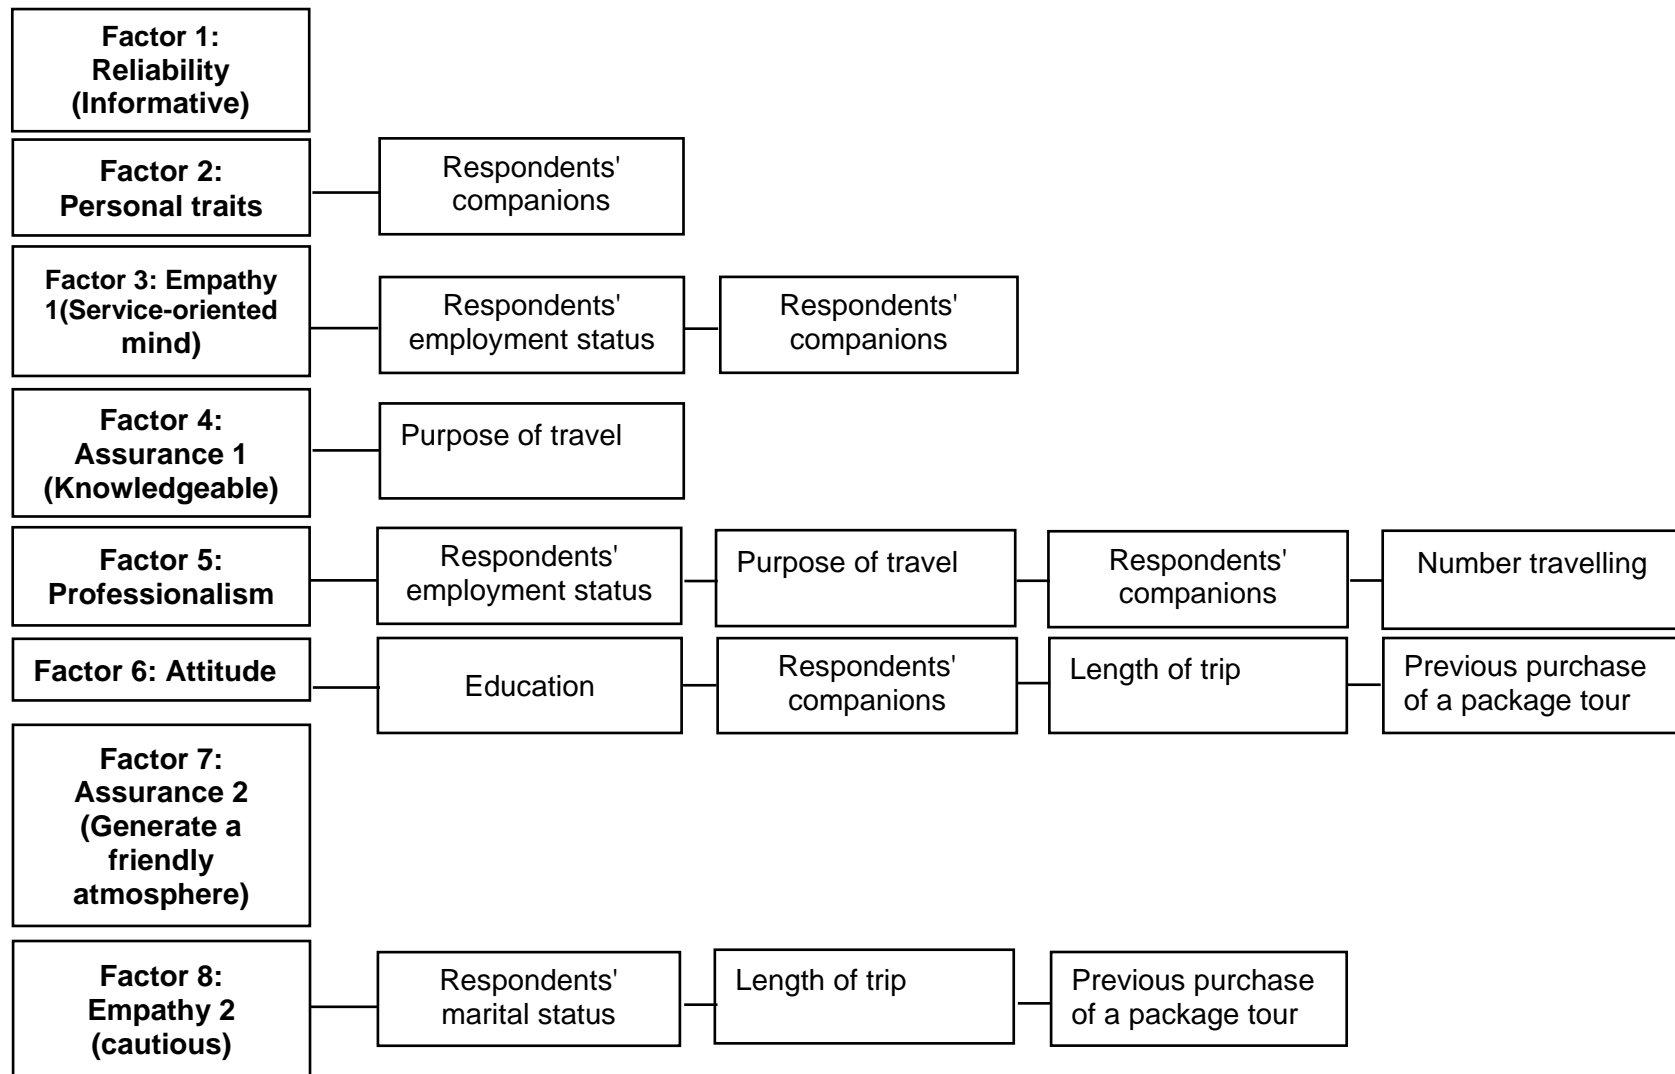 Factor 1:
Reliability
(Informative)
Factor 2:
Personal traits
Respondents'
companions
Factor 3: Empathy
1(Service-oriented
mind)
Respondents'
employment status
Respondents'
companions
Factor 4:
Assurance 1
(Knowledgeable)
Purpose of travel
Factor 5:
Professionalism
Respondents'
employment status
Purpose of travel
Respondents'
companions
Number travelling
Factor 6: Attitude
Education
Respondents'
companions
Length of trip
Previous purchase
of a package tour
Factor 7:
Assurance 2
(Generate a
friendly
atmosphere)
Factor 8:
Empathy 2
(cautious)
Respondents'
marital status
Length of trip
Previous purchase
of a package tour